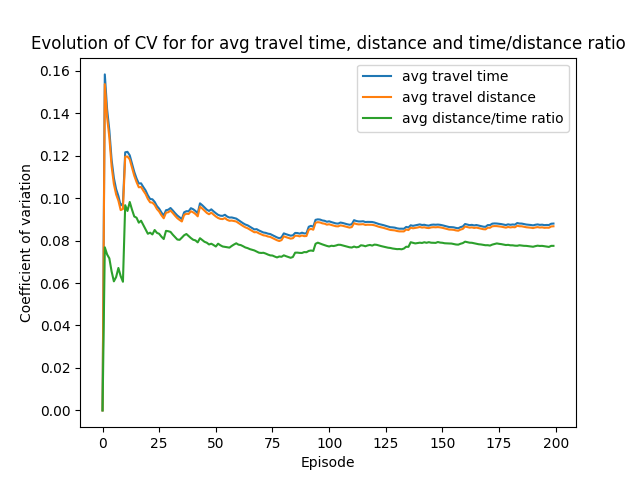 Evolution of CV for for avg travel time, distance and time/distance ratio
avg travel time
avg travel distance
avg distance/time ratio
0.16
0.14
0.12
0.10
0.08
0.06
0.04
0.02
0.00
Coefficient of variation
0 25 50 75 100 125 150 175 200
Episode